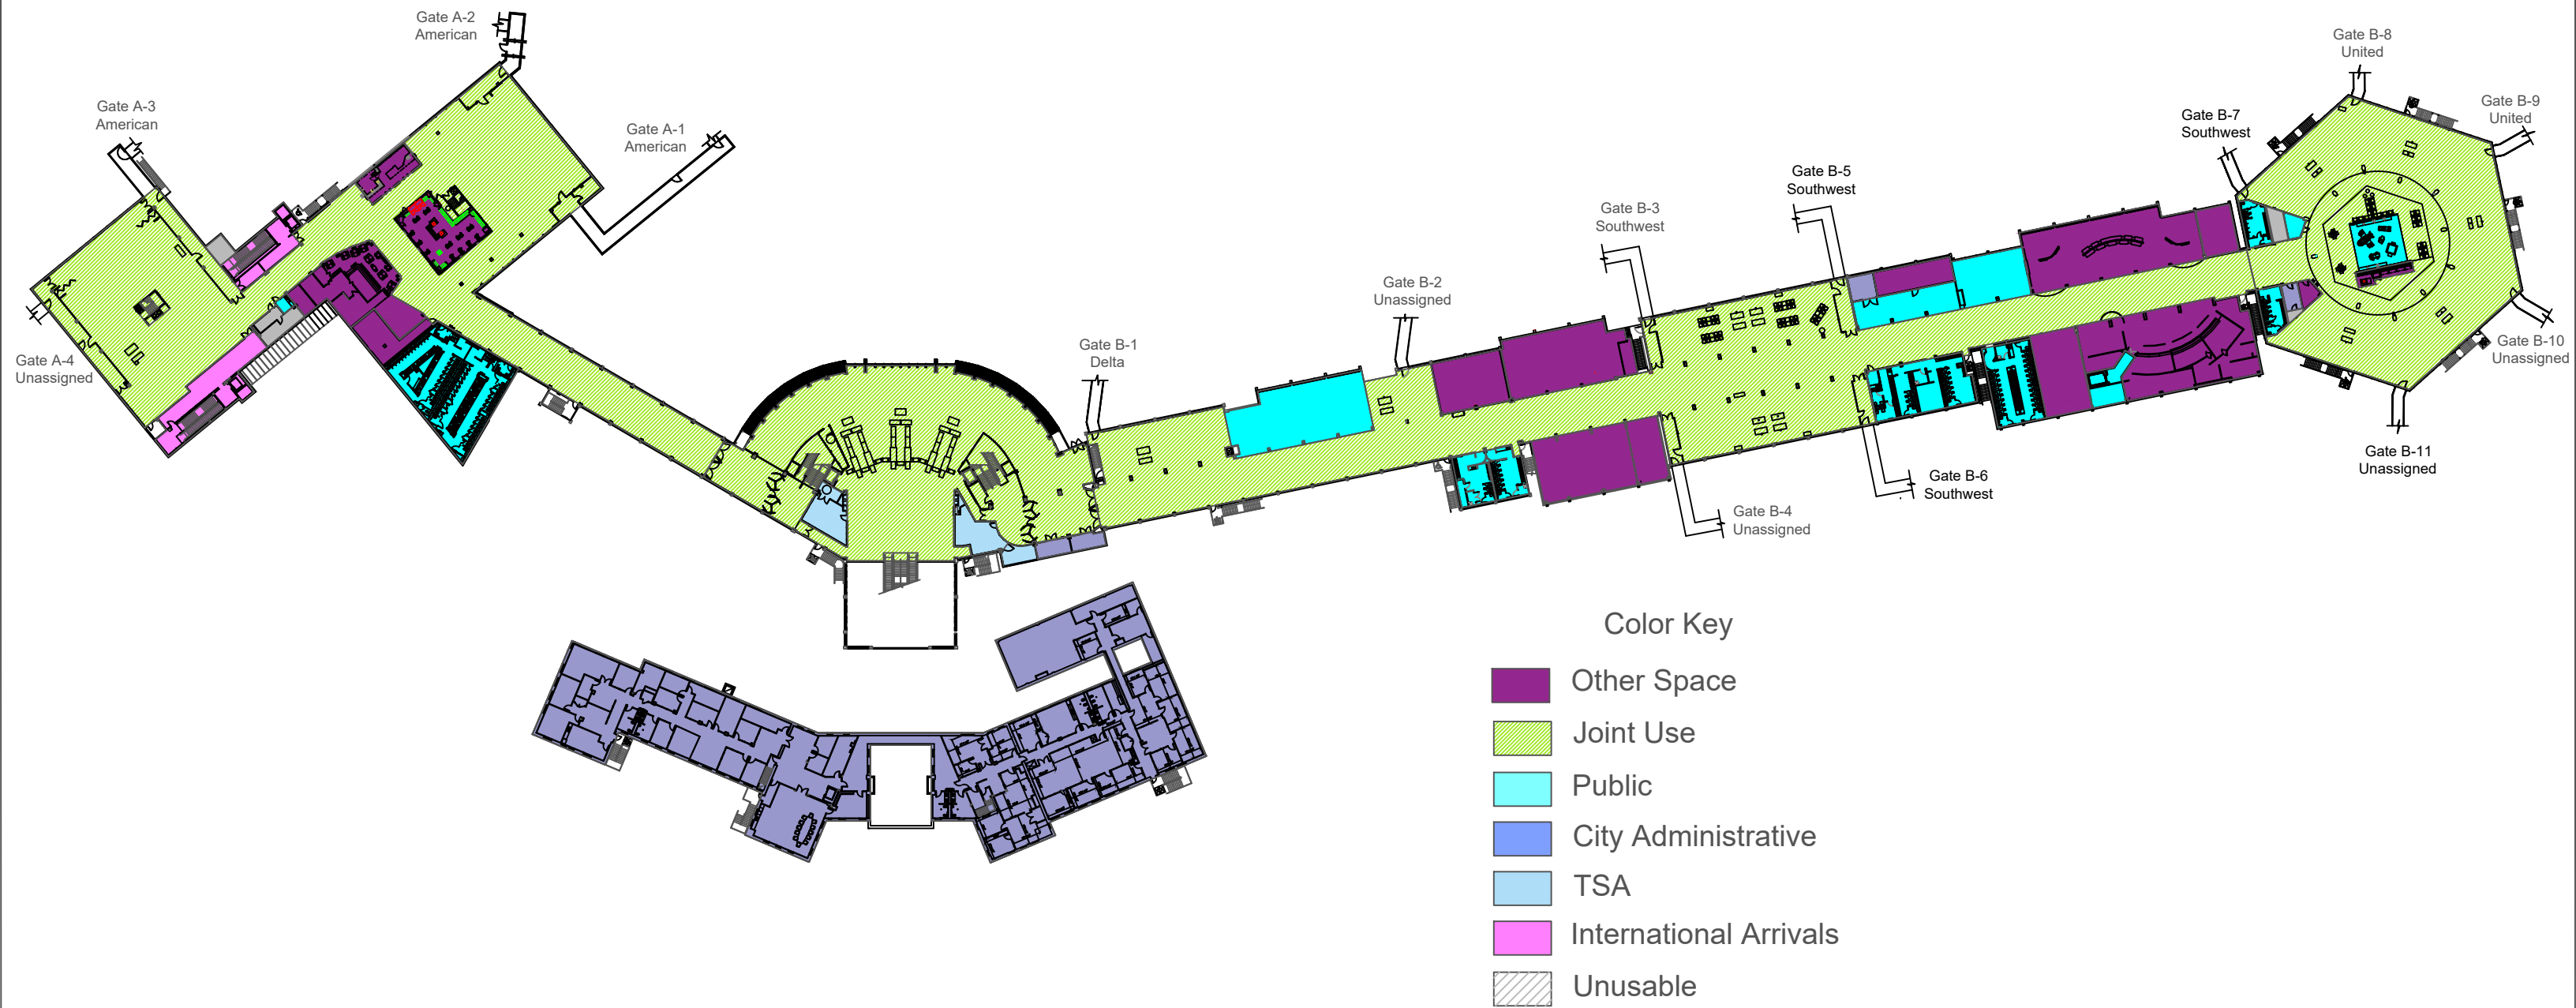 Gate A-2
American
Gate A-3
American
Gate A-1
American
Gate A-4
Unassigned
Gate B-1
Delta
Gate B-2
Unassigned
Gate B-3
Southwest
Gate B-5
Southwest
Gate B-7
Southwest
Gate B-8
United
Gate B-9
United
Gate B-10
Unassigned
Gate B-11
Unassigned
Gate B-6
Southwest
Gate B-4
Unassigned
Color Key
Other Space
Joint Use
Public
City Administrative
TSA
International Arrivals
Unusable